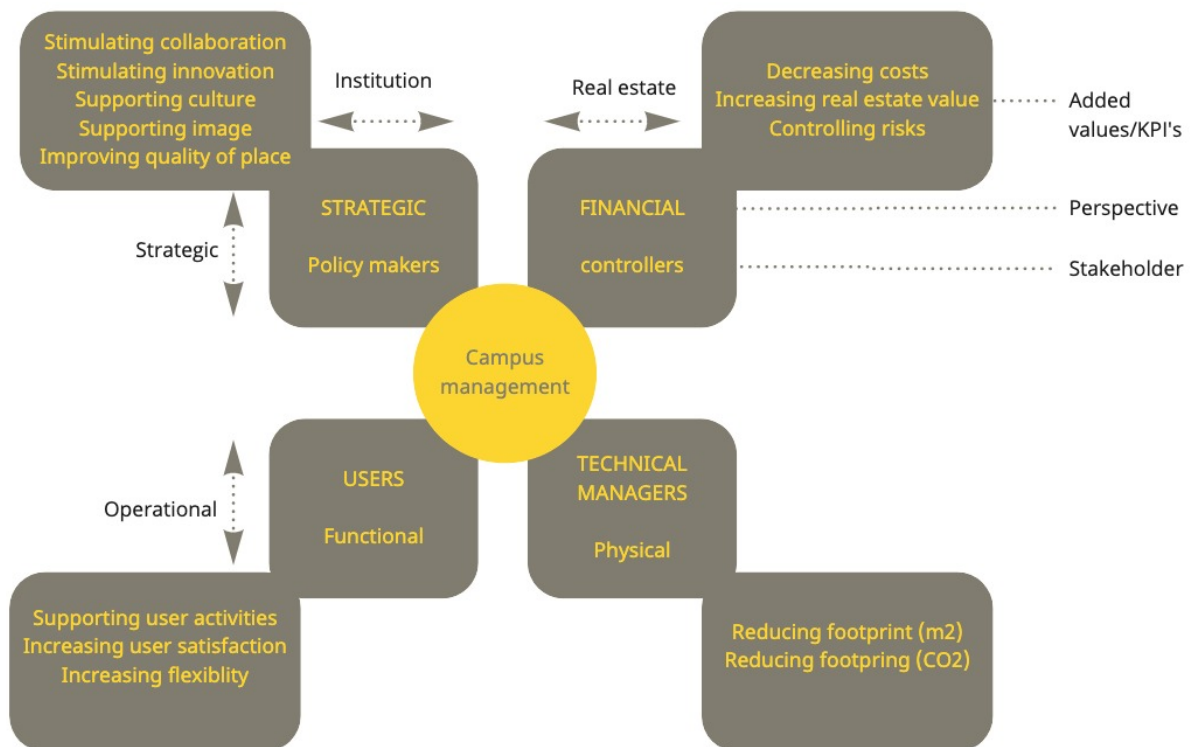 Stimulating collaboration
Stimulating innovation
Supporting culture
Supporting image
Improving quality of place
Institution
Real estate
Decreasing costs
Increasing real estate value
Controlling risks
Added
values/KPI's
STRATEGIC
Policy makers
FINANCIAL
controllers
Perspective
Stakeholder
Strategic
Campus
management
Operational
USERS
Functional
TECHNICAL
MANAGERS
Physical
Supporting user activities
Increasing user satisfaction
Increasing flexiblity
Reducing footprint (m2)
Reducing footpring (CO2)